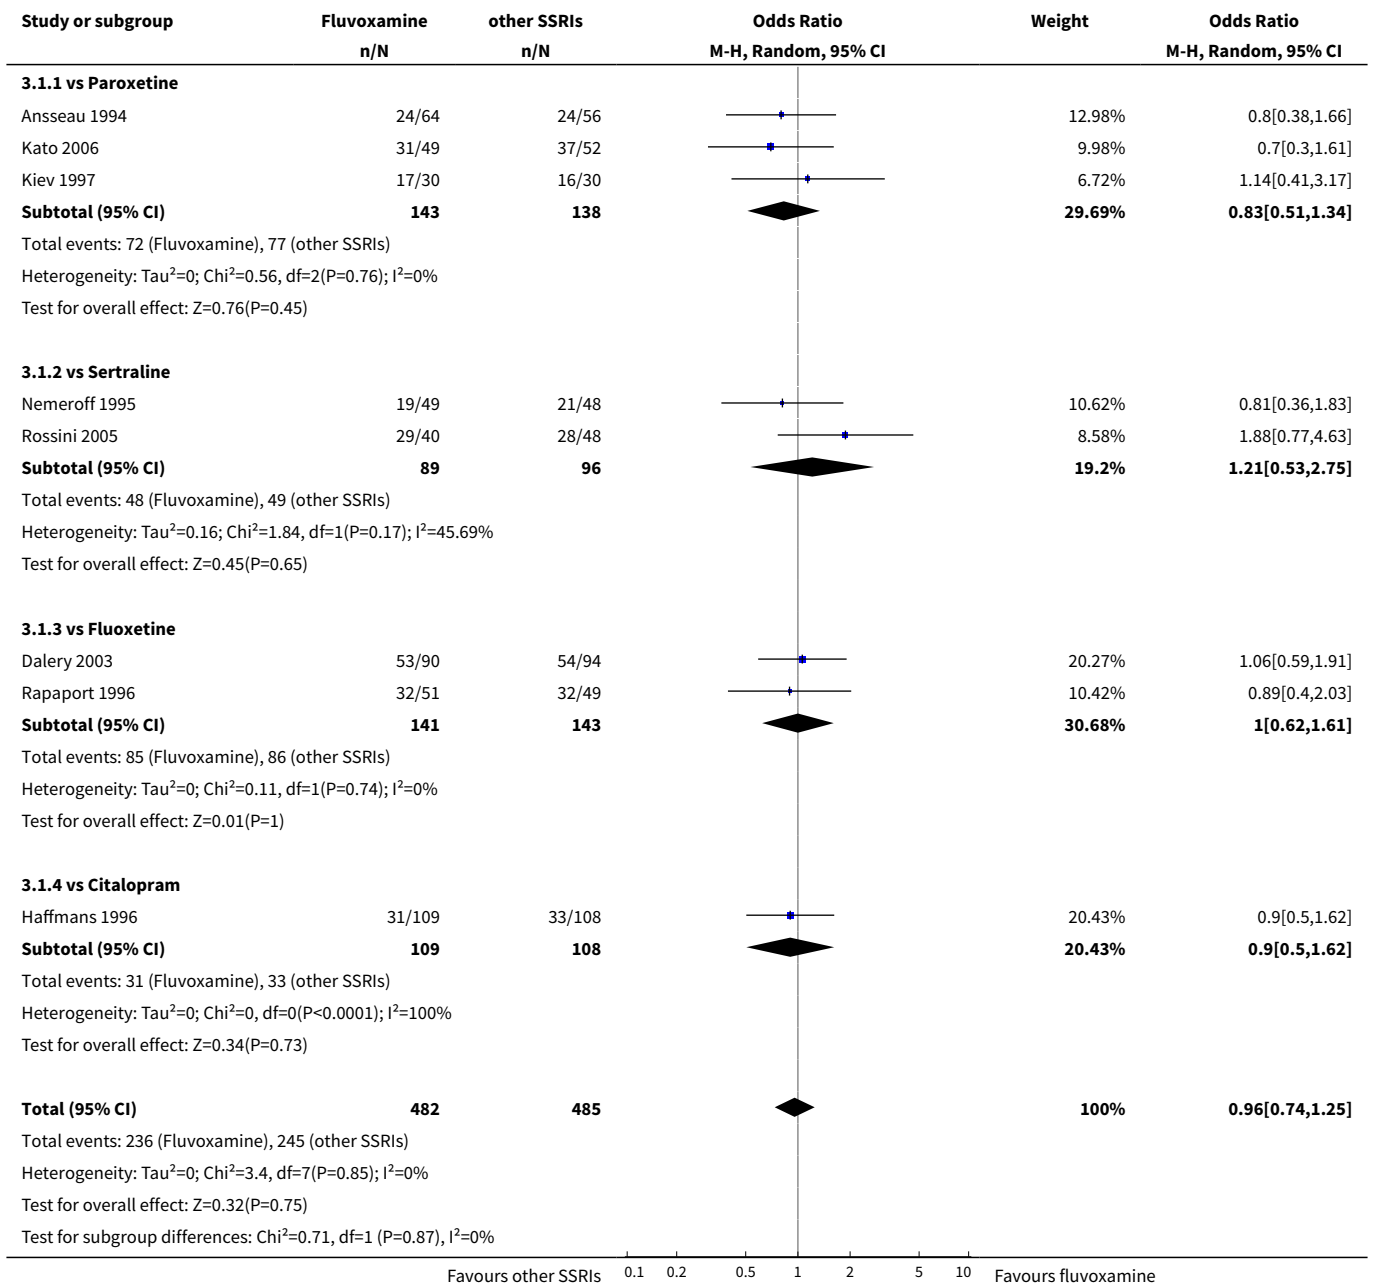 Study or subgroup Fluvoxamine other SSRIs Odds Ratio Weight Odds Ratio
n/N n/N M-H, Random, 95% CI M-H, Random, 95% CI
3.1.1 vs Paroxetine
Ansseau 1994 24/64 24/56 12.98% 0.8[0.38,1.66]
Kato 2006 31/49 37/52 9.98% 0.7[0.3,1.61]
Kiev 1997 17/30 16/30 6.72% 1.14[0.41,3.17]
Subtotal (95% CI) 143 138 29.69% 0.83[0.51,1.34]
Total events: 72 (Fluvoxamine), 77 (other SSRIs)
Heterogeneity: Tau²=0; Chi²=0.56, df=2(P=0.76); I²=0%
Test for overall effect: Z=0.76(P=0.45)
3.1.2 vs Sertraline
Nemeroff 1995 19/49 21/48 10.62% 0.81[0.36,1.83]
Rossini 2005 29/40 28/48 8.58% 1.88[0.77,4.63]
Subtotal (95% CI) 89 96 19.2% 1.21[0.53,2.75]
Total events: 48 (Fluvoxamine), 49 (other SSRIs)
Heterogeneity: Tau²=0.16; Chi²=1.84, df=1(P=0.17); I²=45.69%
Test for overall effect: Z=0.45(P=0.65)
3.1.3 vs Fluoxetine
Dalery 2003 53/90 54/94 20.27% 1.06[0.59,1.91]
Rapaport 1996 32/51 32/49 10.42% 0.89[0.4,2.03]
Subtotal (95% CI) 141 143 30.68% 1[0.62,1.61]
Total events: 85 (Fluvoxamine), 86 (other SSRIs)
Heterogeneity: Tau²=0; Chi²=0.11, df=1(P=0.74); I²=0%
Test for overall effect: Z=0.01(P=1)
3.1.4 vs Citalopram
Haffmans 1996 31/109 33/108 20.43% 0.9[0.5,1.62]
Subtotal (95% CI) 109 108 20.43% 0.9[0.5,1.62]
Total events: 31 (Fluvoxamine), 33 (other SSRIs)
Heterogeneity: Tau²=0; Chi²=0, df=0(P<0.0001); I²=100%
Test for overall effect: Z=0.34(P=0.73)
Total (95% CI) 482 485 100% 0.96[0.74,1.25]
Total events: 236 (Fluvoxamine), 245 (other SSRIs)
Heterogeneity: Tau²=0; Chi²=3.4, df=7(P=0.85); I²=0%
Test for overall effect: Z=0.32(P=0.75)
Test for subgroup differences: Chi²=0.71, df=1 (P=0.87), I²=0%
Favours other SSRIs 0.1 0.2 0.5 1 2 5 10 Favours fluvoxamine